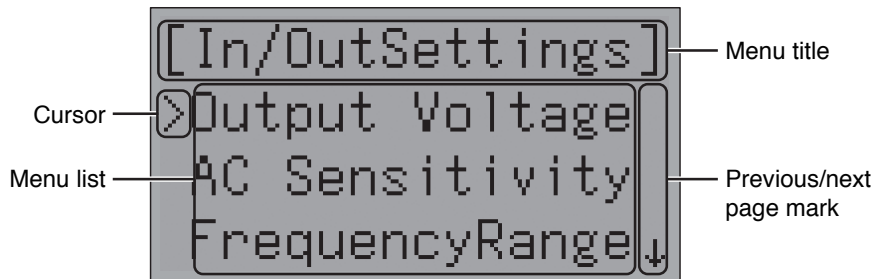 [In/OutSettings]
Menu title
Cursor
>Output Voltage
Menu list
AC Sensitivity
Previous/next
page mark
FrequencyRange↓